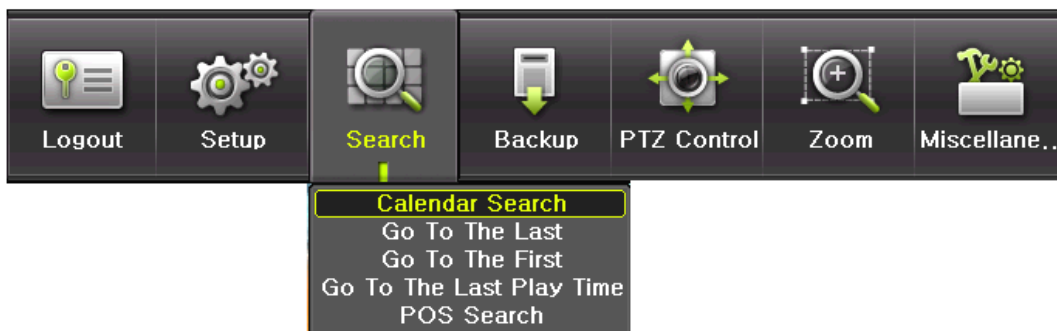 Logout Setup Search Backup PTZ Control Zoom Miscellane..
Calendar Search
Go To The Last
Go To The First
Go To The Last Play Time
POS Search